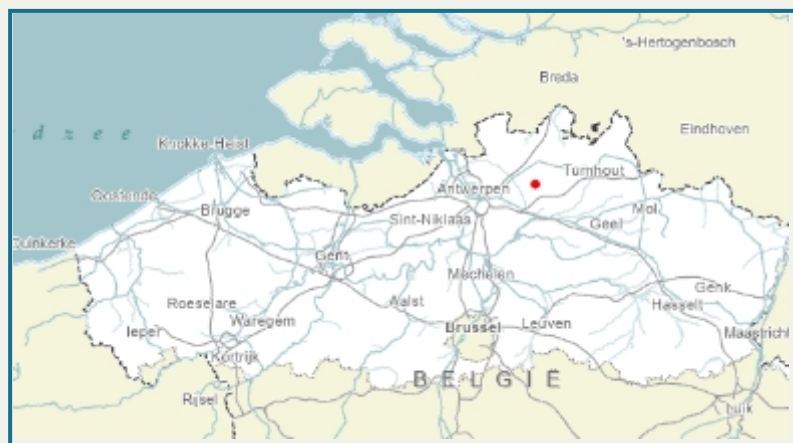 's-Hertogenbosch
Breda
d z e e
Eindhoven
Knokke-Heist
Turnhout
Antwerpen
Oostende
Brugge
Mol
Sint-Niklaas
Geel
Duinkerke
Gent
Mechelen
Genk
Roeselare
Aalst
Hasselt
Waregem
Brussel
Leuven
Ieper
Maastricht
Kortrijk
BELGIË
Rijsel
Luik